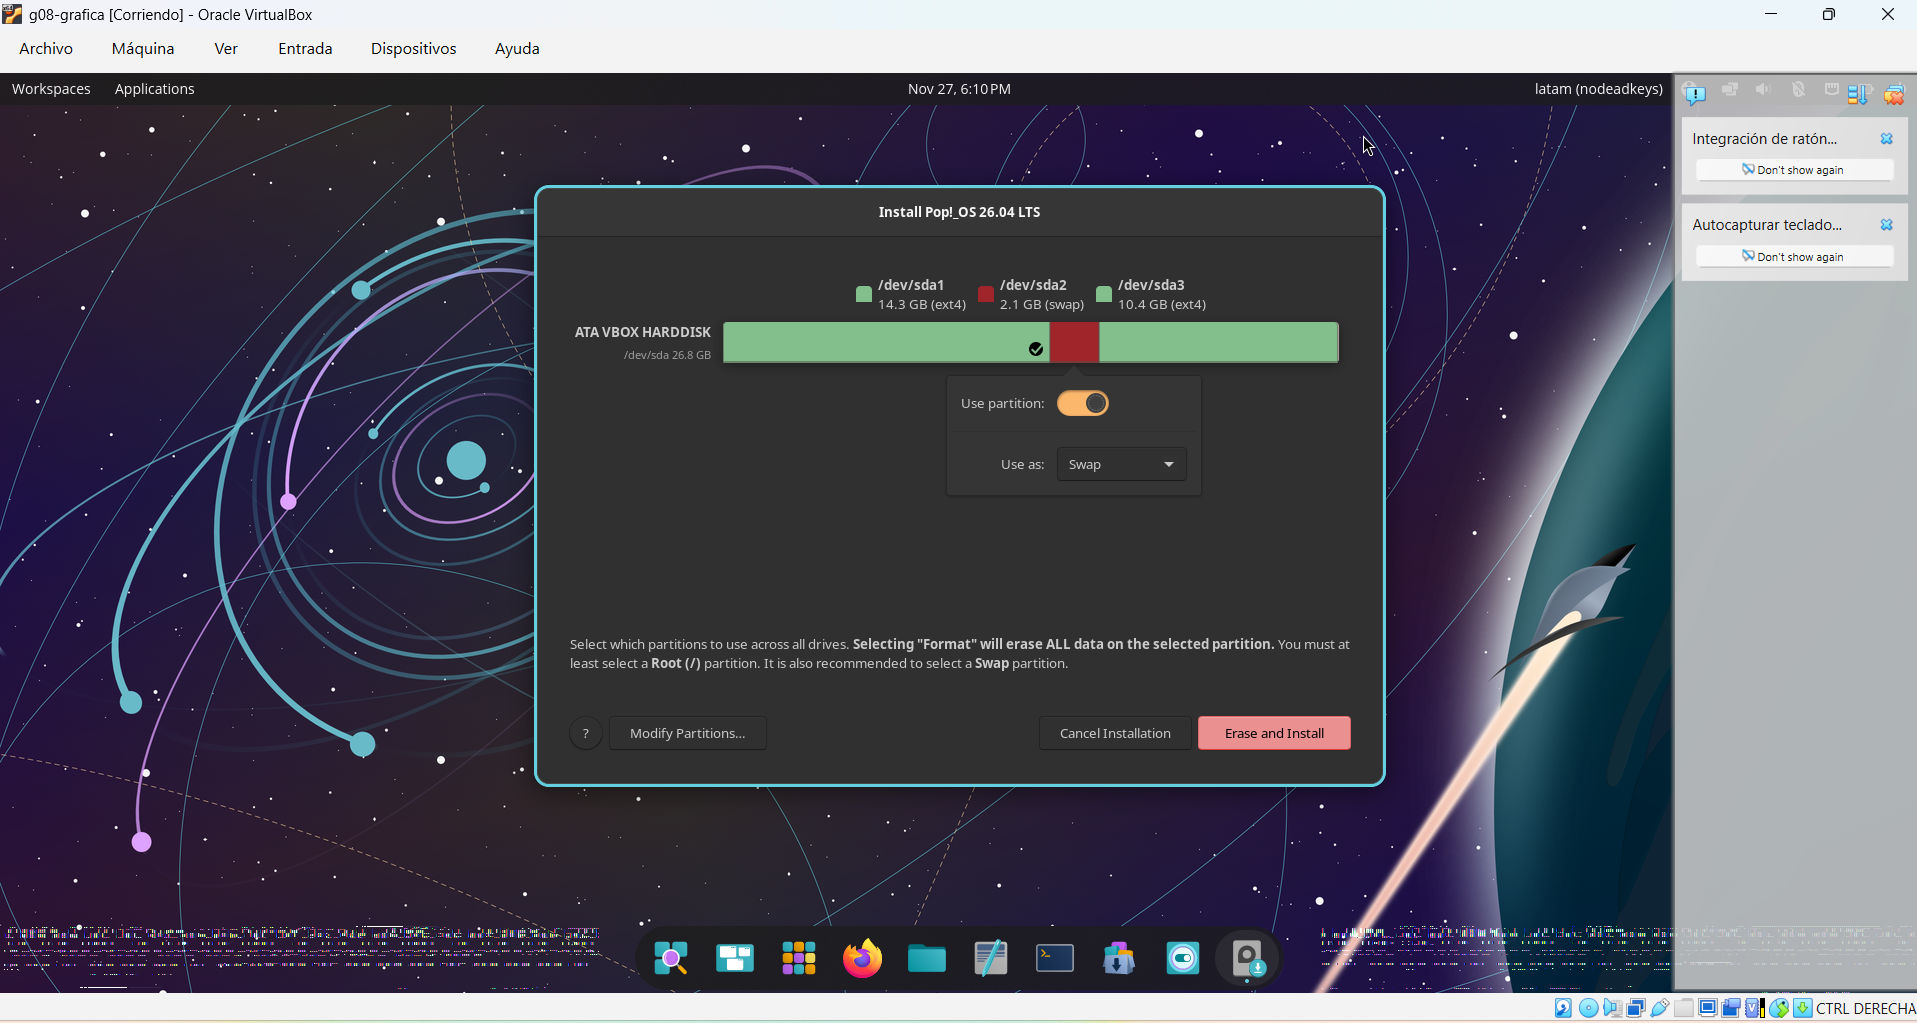 g08-grafica [Corriendo] - Oracle VirtualBox
Archivo Máquina Ver Entrada Dispositivos Ayuda
Workspaces Applications Nov 27, 6:10 PM latam (nodeadkeys)
Integración de ratón...
Don't show again
Autocapturar teclado...
Don't show again
Install Pop!_OS 26.04 LTS
/dev/sda1 /dev/sda2 /dev/sda3
14.3 GB (ext4) 2.1 GB (swap) 10.4 GB (ext4)
ATA VBOX HARDDISK
/dev/sda 26.8 GB
Use partition:
Use as: Swap
Select which partitions to use across all drives. Selecting "Format" will erase ALL data on the selected partition. You must at
least select a Root (/) partition. It is also recommended to select a Swap partition.
? Modify Partitions... Cancel Installation Erase and Install
CTRL DERECHA